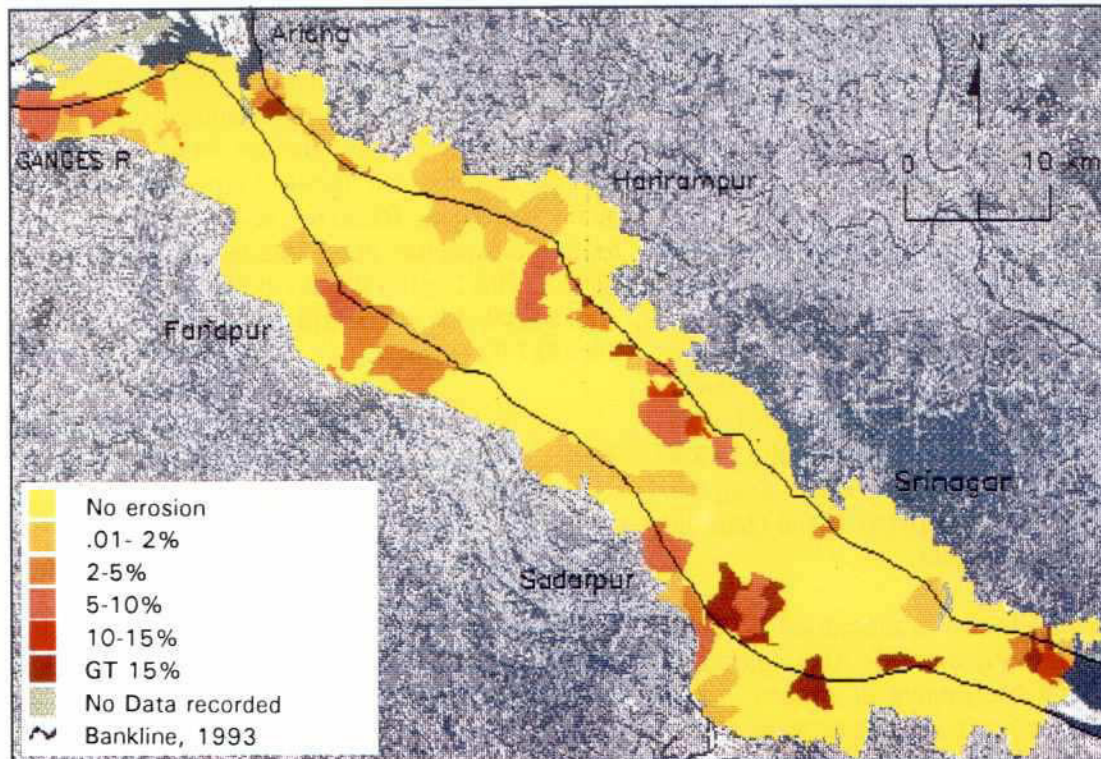 Aricha
N
GANGES R
Harirampur
0 10 km
Faridpur
Srinagar
Sadarpur
No erosion
.01- 2%
2-5%
5-10%
10-15%
GT 15%
No Data recorded
Bankline, 1993